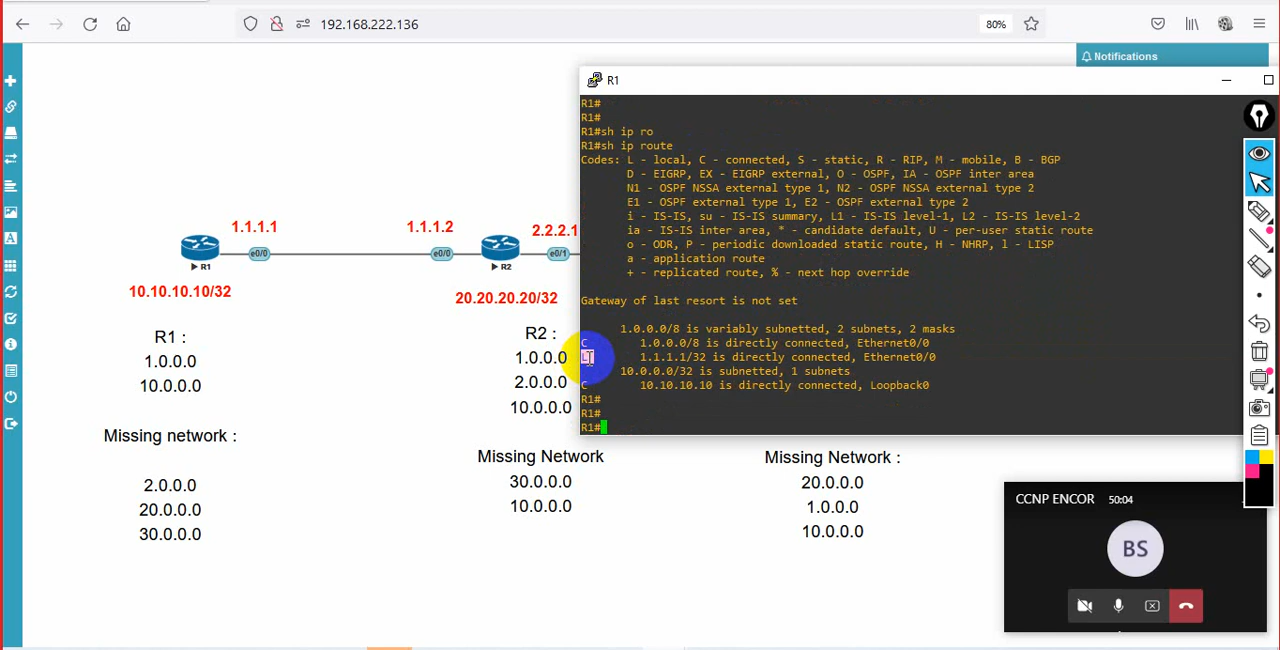 192.168.222.136
80%
Notifications
R1
R1#
R1#
R1#sh ip ro
R1#sh ip route
Codes: L - local, C - connected, S - static, R - RIP, M - mobile, B - BGP
D - EIGRP, EX - EIGRP external, O - OSPF, IA - OSPF inter area
N1 - OSPF NSSA external type 1, N2 - OSPF NSSA external type 2
E1 - OSPF external type 1, E2 - OSPF external type 2
i - IS-IS, su - IS-IS summary, L1 - IS-IS level-1, L2 - IS-IS level-2
ia - IS-IS inter area, * - candidate default, U - per-user static route
o - ODR, P - periodic downloaded static route, H - NHRP, l - LISP
a - application route
+ - replicated route, % - next hop override
Gateway of last resort is not set
1.0.0.0/8 is variably subnetted, 2 subnets, 2 masks
C 1.0.0.0/8 is directly connected, Ethernet0/0
L 1.1.1.1/32 is directly connected, Ethernet0/0
10.0.0.0/32 is subnetted, 1 subnets
C 10.10.10.10 is directly connected, Loopback0
R1#
R1#
R1#
1.1.1.1
1.1.1.2
2.2.2.1
e0/0
e0/0
e0/1
R1
R2
10.10.10.10/32
20.20.20.20/32
R1 :
1.0.0.0
10.0.0.0
Missing network :
2.0.0.0
20.0.0.0
30.0.0.0
R2 :
1.0.0.0
2.0.0.0
10.0.0.0
Missing Network
30.0.0.0
10.0.0.0
Missing Network :
20.0.0.0
1.0.0.0
10.0.0.0
CCNP ENCOR 50:04
BS